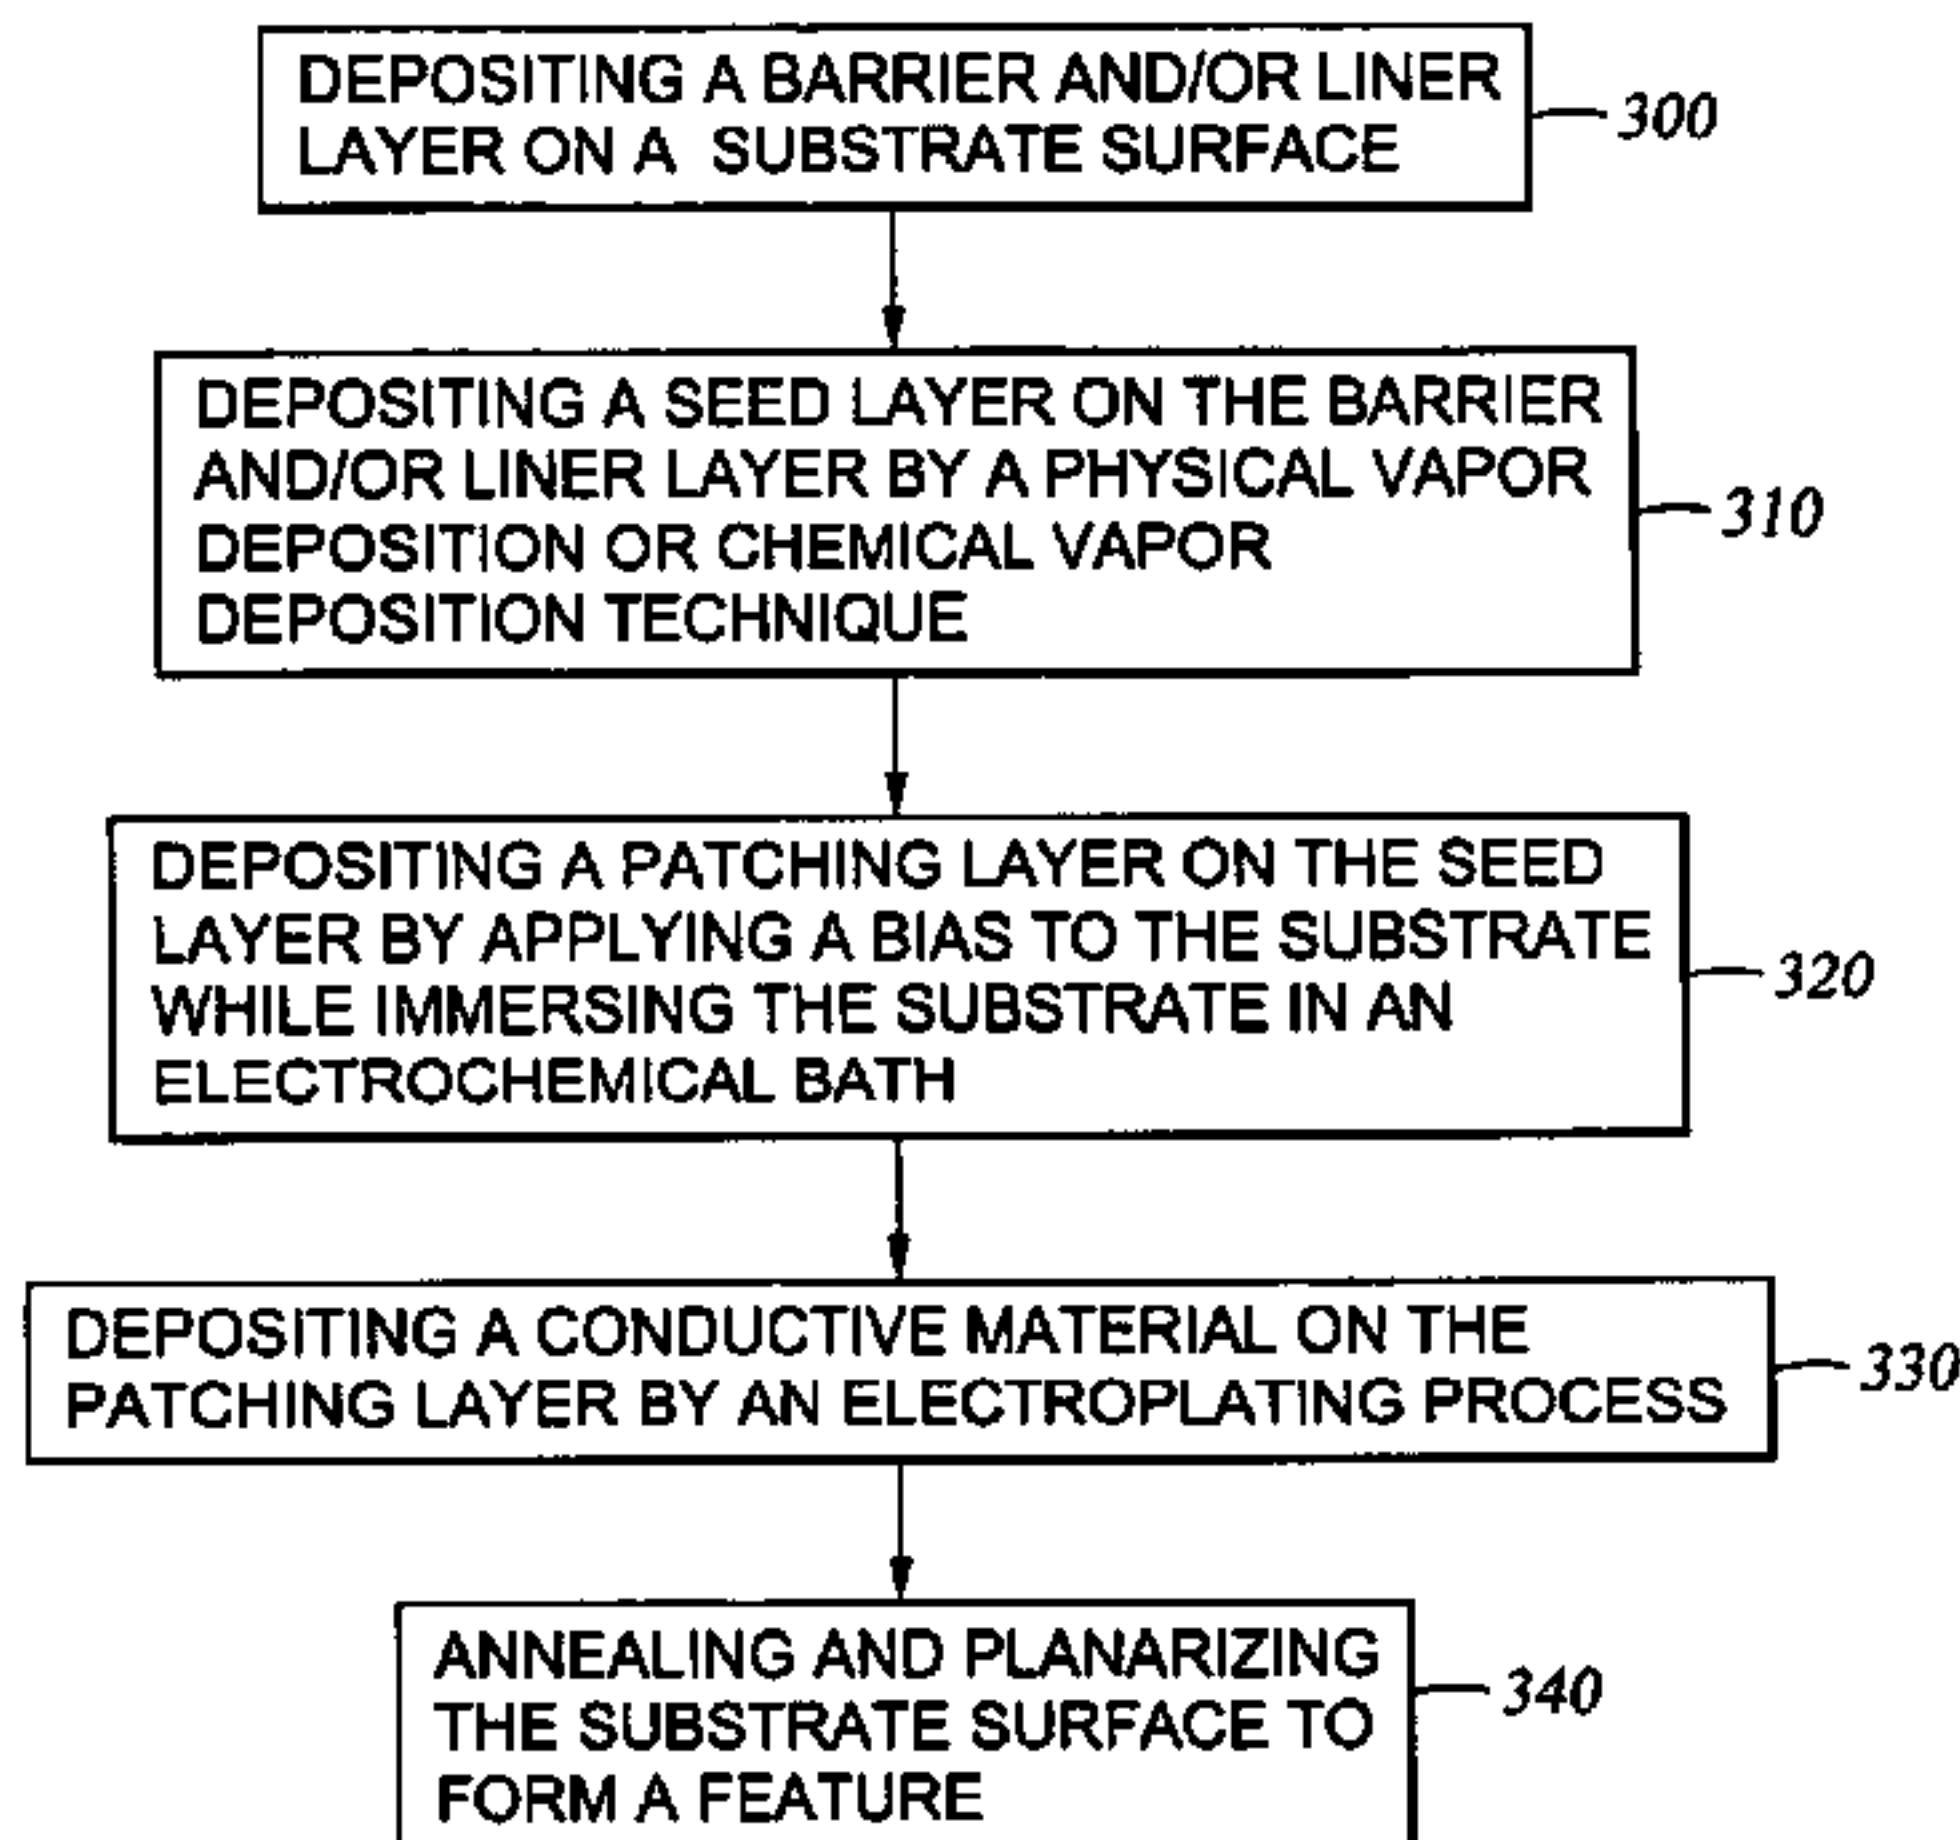 DEPOSITING A BARRIER AND/OR LINER
LAYER ON A SUBSTRATE SURFACE
300
DEPOSITING A SEED LAYER ON THE BARRIER
AND/OR LINER LAYER BY A PHYSICAL VAPOR
DEPOSITION OR CHEMICAL VAPOR
DEPOSITION TECHNIQUE
310
DEPOSITING A PATCHING LAYER ON THE SEED
LAYER BY APPLYING A BIAS TO THE SUBSTRATE
WHILE IMMERSING THE SUBSTRATE IN AN
ELECTROCHEMICAL BATH
320
DEPOSITING A CONDUCTIVE MATERIAL ON THE
PATCHING LAYER BY AN ELECTROPLATING PROCESS
330
ANNEALING AND PLANARIZING
THE SUBSTRATE SURFACE TO
FORM A FEATURE
340